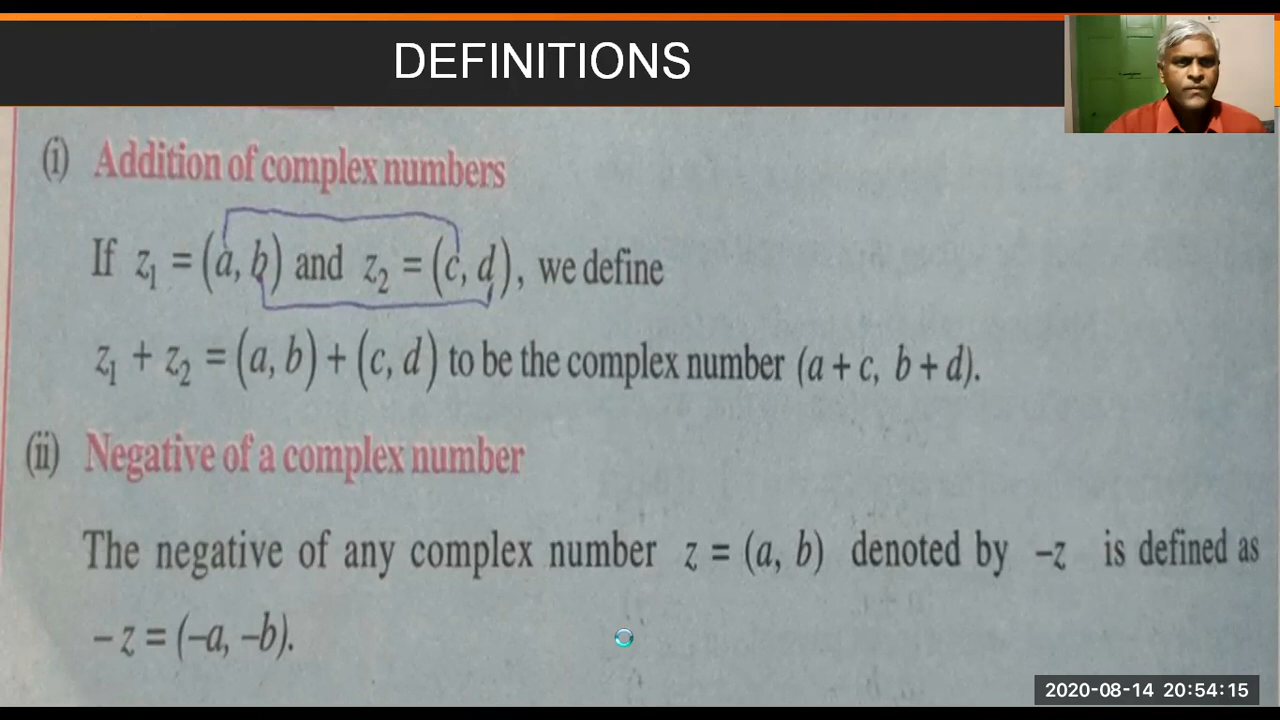 DEFINITIONS
(i) Addition of complex numbers
If z₁ = (a, b) and z₂ = (c, d), we define
z₁ + z₂ = (a, b) + (c, d) to be the complex number (a + c, b + d).
(ii) Negative of a complex number
The negative of any complex number z = (a, b) denoted by –z is defined as
– z = (–a, –b).
2020-08-14 20:54:15